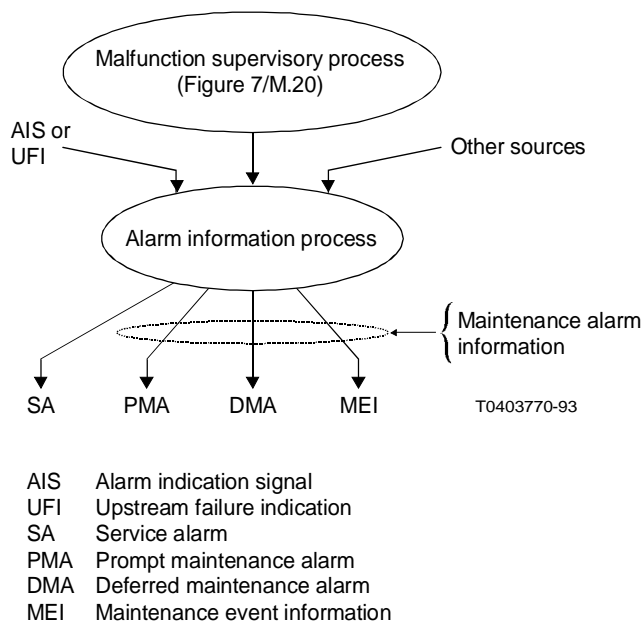 Malfunction supervisory process
(Figure 7/M.20)
AIS or
UFI
Other sources
Alarm information process
Maintenance alarm
information
SA PMA DMA MEI
T0403770-93
AIS Alarm indication signal
UFI Upstream failure indication
SA Service alarm
PMA Prompt maintenance alarm
DMA Deferred maintenance alarm
MEI Maintenance event information